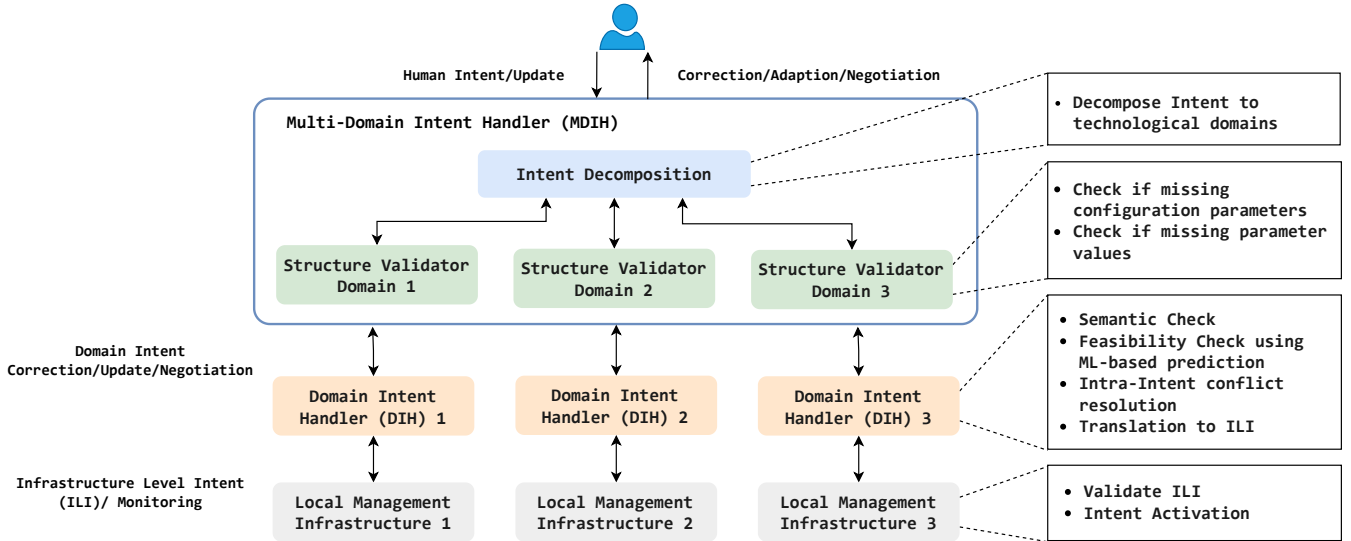 Human Intent/Update
Correction/Adaption/Negotiation
Multi-Domain Intent Handler (MDIH)
Intent Decomposition
Structure Validator
Domain 1
Structure Validator
Domain 2
Structure Validator
Domain 3
Domain Intent
Correction/Update/Negotiation
Domain Intent
Handler (DIH) 1
Domain Intent
Handler (DIH) 2
Domain Intent
Handler (DIH) 3
Infrastructure Level Intent
(ILI)/ Monitoring
Local Management
Infrastructure 1
Local Management
Infrastructure 2
Local Management
Infrastructure 3
• Decompose Intent to
technological domains
• Check if missing
configuration parameters
• Check if missing parameter
values
• Semantic Check
• Feasibility Check using
ML-based prediction
• Intra-Intent conflict
resolution
• Translation to ILI
• Validate ILI
• Intent Activation